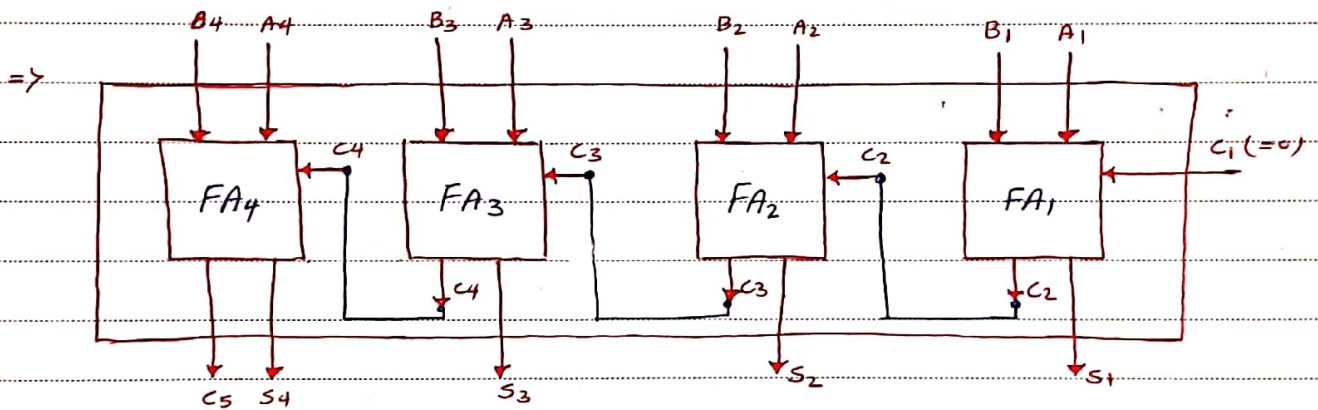 B4 A4 B3 A3 B2 A2 B1 A1
=>
C4 C3 C2 C1 (=0)
FA4 FA3 FA2 FA1
C4 C3 C2
C5 S4 S3 S2 S1